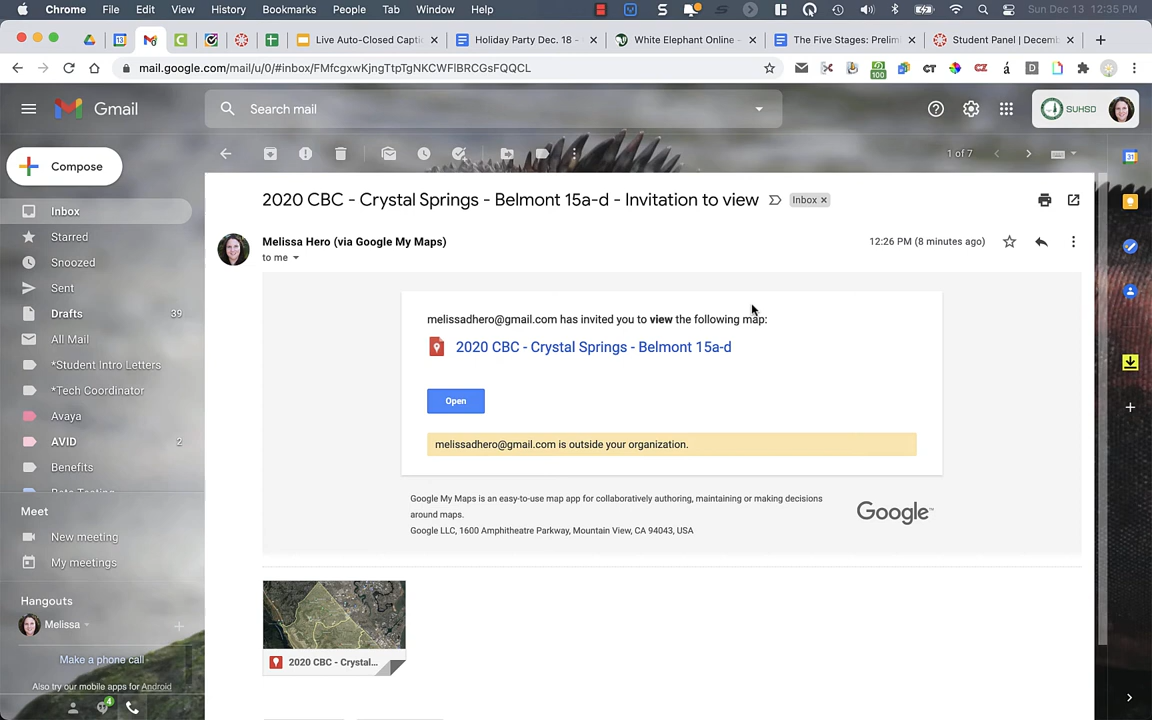 Chrome File Edit View History Bookmarks People Tab Window Help Sun Dec 13 12:35 PM
Live Auto-Closed Capti Holiday Party Dec. 18 - White Elephant Online - The Five Stages: Prelim Student Panel | Decemb
mail.google.com/mail/u/0/#inbox/FMfcgxwKjngTtpTgNKCWFlBRCGsFQQCL
Gmail
Search mail
SUHSD
Compose
1 of 7
Inbox
Starred
Snoozed
Sent
Drafts 39
All Mail
*Student Intro Letters
*Tech Coordinator
Avaya
AVID 2
Benefits
Beta Testing
Meet
New meeting
My meetings
Hangouts
Melissa
Make a phone call
Also try our mobile apps for Android
4
2020 CBC - Crystal Springs - Belmont 15a-d - Invitation to view Inbox
Melissa Hero (via Google My Maps) 12:26 PM (8 minutes ago)
to me
melissadhero@gmail.com has invited you to view the following map:
2020 CBC - Crystal Springs - Belmont 15a-d
Open
melissadhero@gmail.com is outside your organization.
Google My Maps is an easy-to-use map app for collaboratively authoring, maintaining or making decisions
around maps.
Google LLC, 1600 Amphitheatre Parkway, Mountain View, CA 94043, USA
Google
2020 CBC - Crystal...